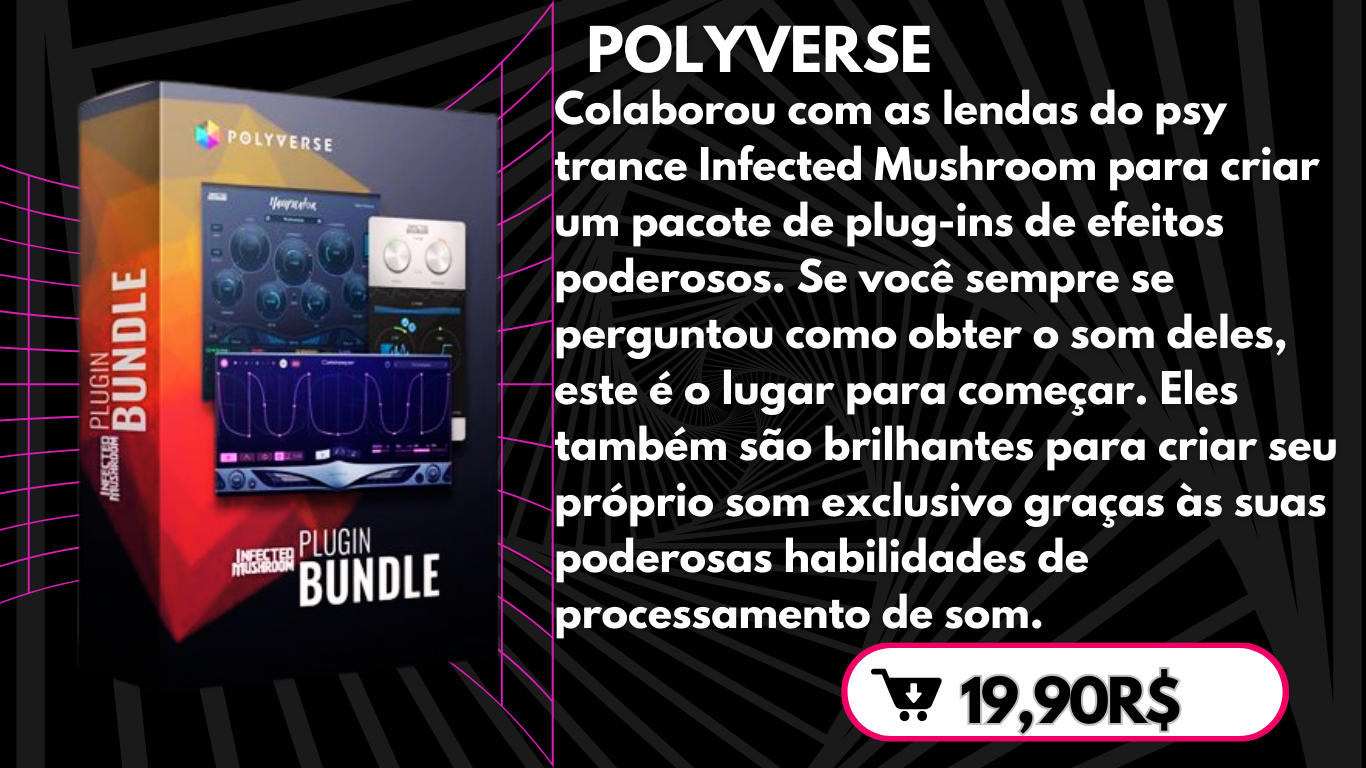 POLYVERSE
Colaborou com as lendas do psy
trance Infected Mushroom para criar
um pacote de plug-ins de efeitos
poderosos. Se você sempre se
perguntou como obter o som deles,
este é o lugar para começar. Eles
também são brilhantes para criar seu
próprio som exclusivo graças às suas
poderosas habilidades de
processamento de som.
19,90R$
POLYVERSE
INFECTED
MUSHROOM
PLUGIN
BUNDLE
INFECTED
MUSHROOM
PLUGIN
BUNDLE